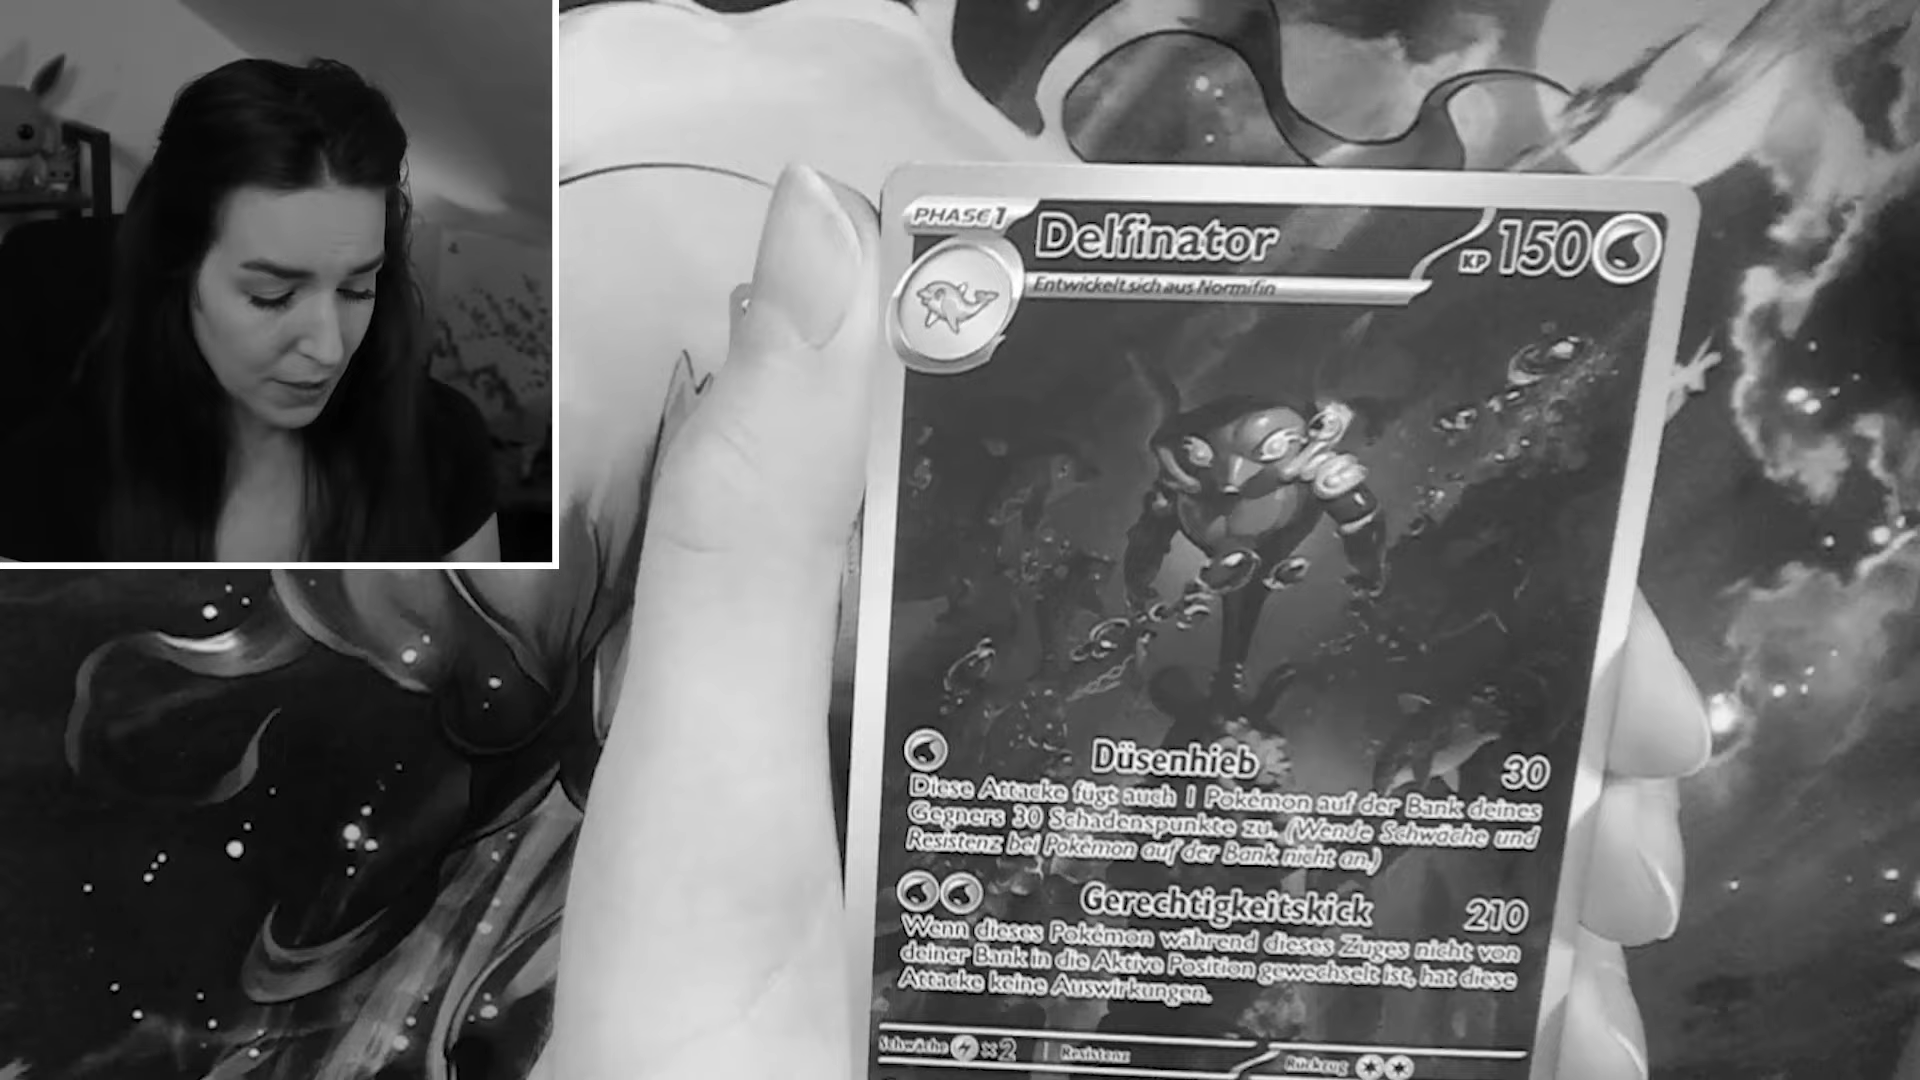 PHASE 1
Delfinator
KP 150
Entwickelt sich aus Normifin
Düsenhieb 30
Diese Attacke fügt auch 1 Pokémon auf der Bank deines
Gegners 30 Schadenspunkte zu. (Wende Schwäche und
Resistenz bei Pokémon auf der Bank nicht an.)
Gerechtigkeitskick 210
Wenn dieses Pokémon während dieses Zuges nicht von
deiner Bank in die Aktive Position gewechselt ist, hat diese
Attacke keine Auswirkungen.
Schwäche ×2 Resistenz Rückzug